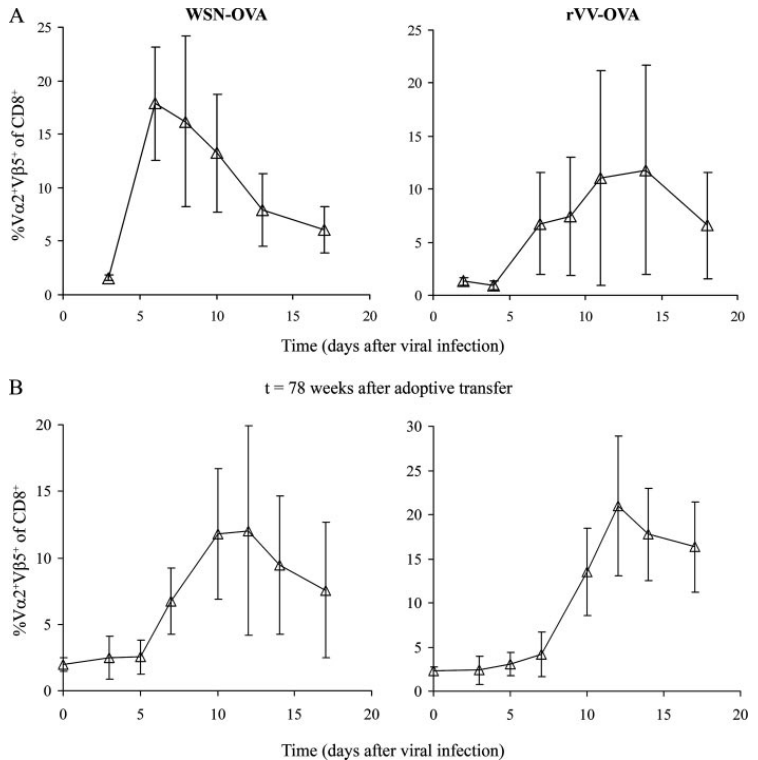 A
WSN-OVA
rVV-OVA
%Vα2⁺Vβ5⁺ of CD8⁺
25
20
15
10
5
0
0 5 10 15 20
25
20
15
10
5
0
0 5 10 15 20
Time (days after viral infection)
B
t = 78 weeks after adoptive transfer
%Vα2⁺Vβ5⁺ of CD8⁺
20
15
10
5
0
0 5 10 15 20
30
25
20
15
10
5
0
0 5 10 15 20
Time (days after viral infection)